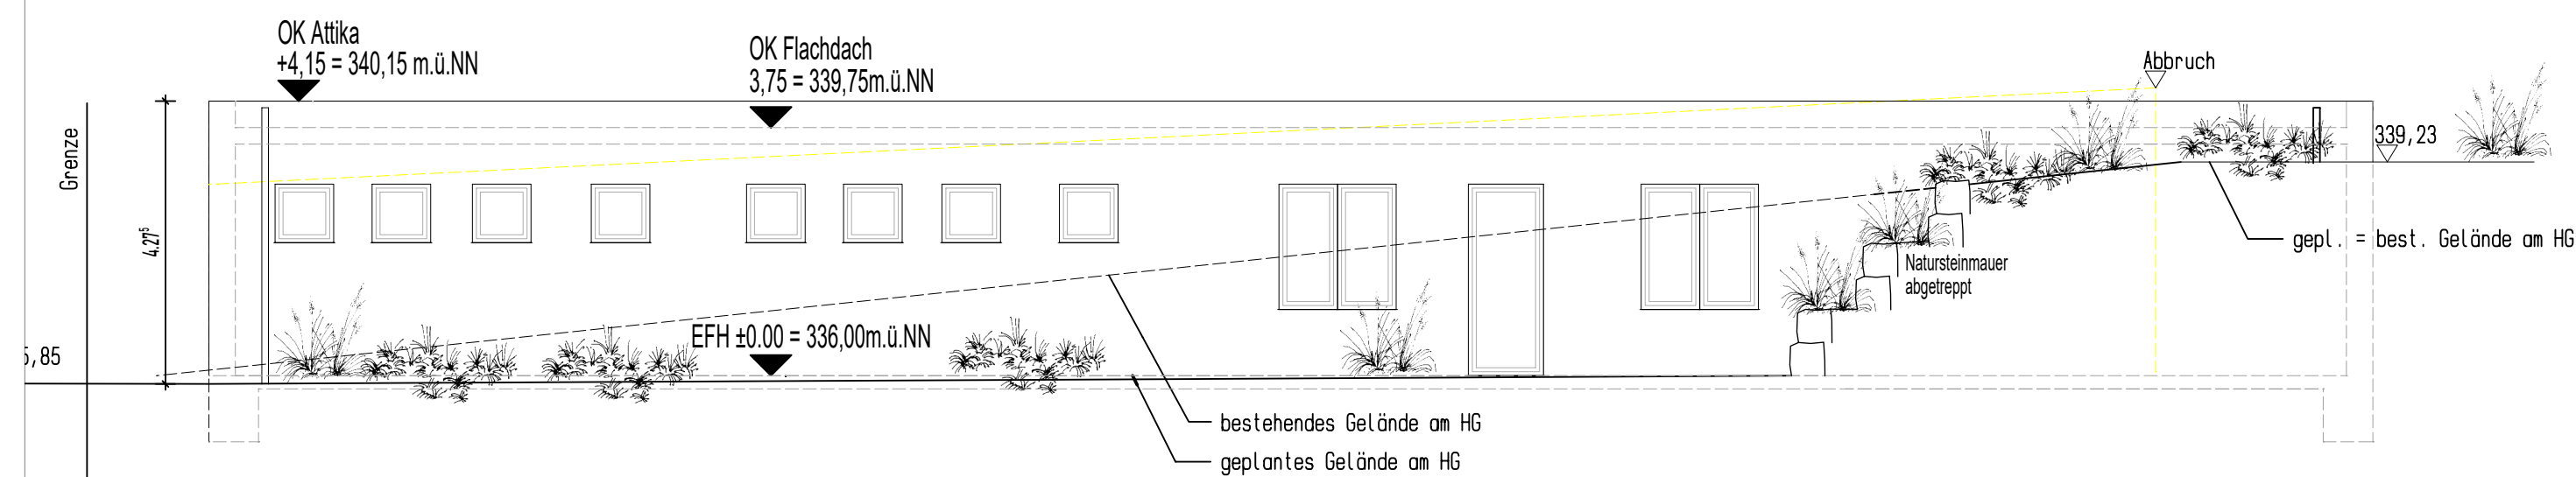 OK Attika
+4,15 = 340,15 m.ü.NN
OK Flachdach
3,75 = 339,75m.ü.NN
Abbruch
Grenze
339,23
4.27⁵
gepl. = best. Gelände am HG
Natursteinmauer
abgetreppt
EFH ±0.00 = 336,00m.ü.NN
5,85
bestehendes Gelände am HG
geplantes Gelände am HG